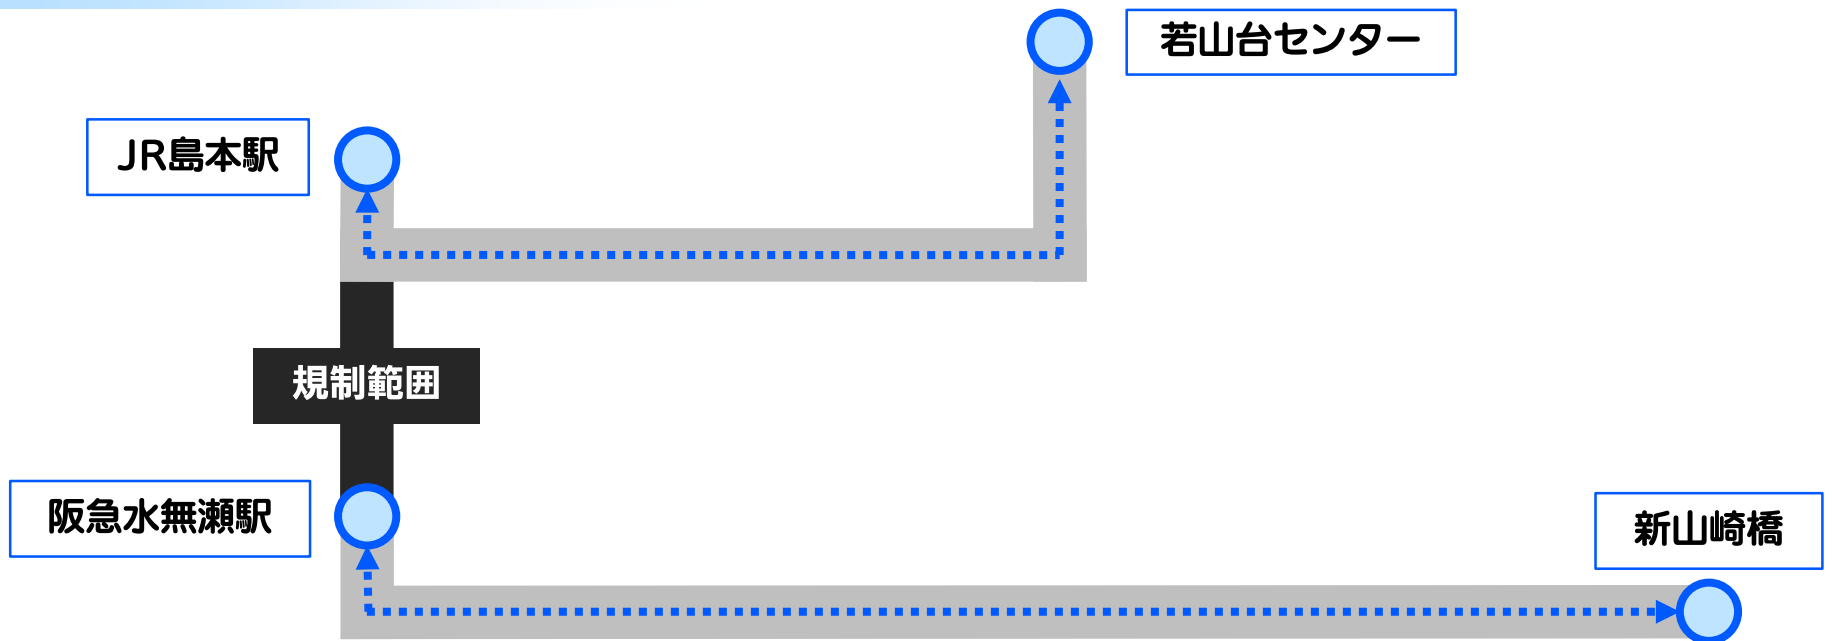 若山台センター
JR島本駅
規制範囲
阪急水無瀬駅
新山崎橋